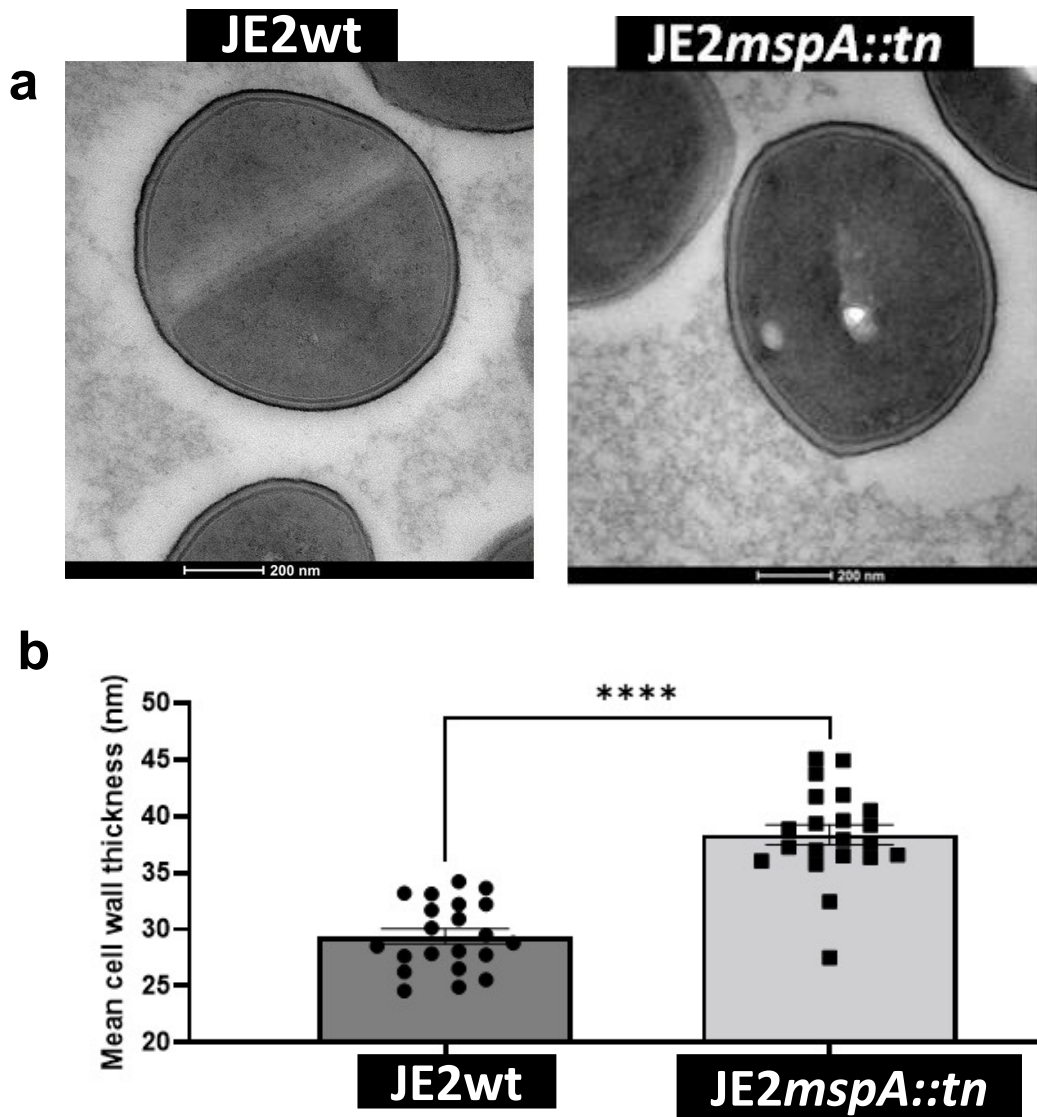 JE2wt
JE2mspA::tn
a
200 nm
200 nm
b
Mean cell wall thickness (nm)
50
45
40
35
30
25
20
****
JE2wt
JE2mspA::tn